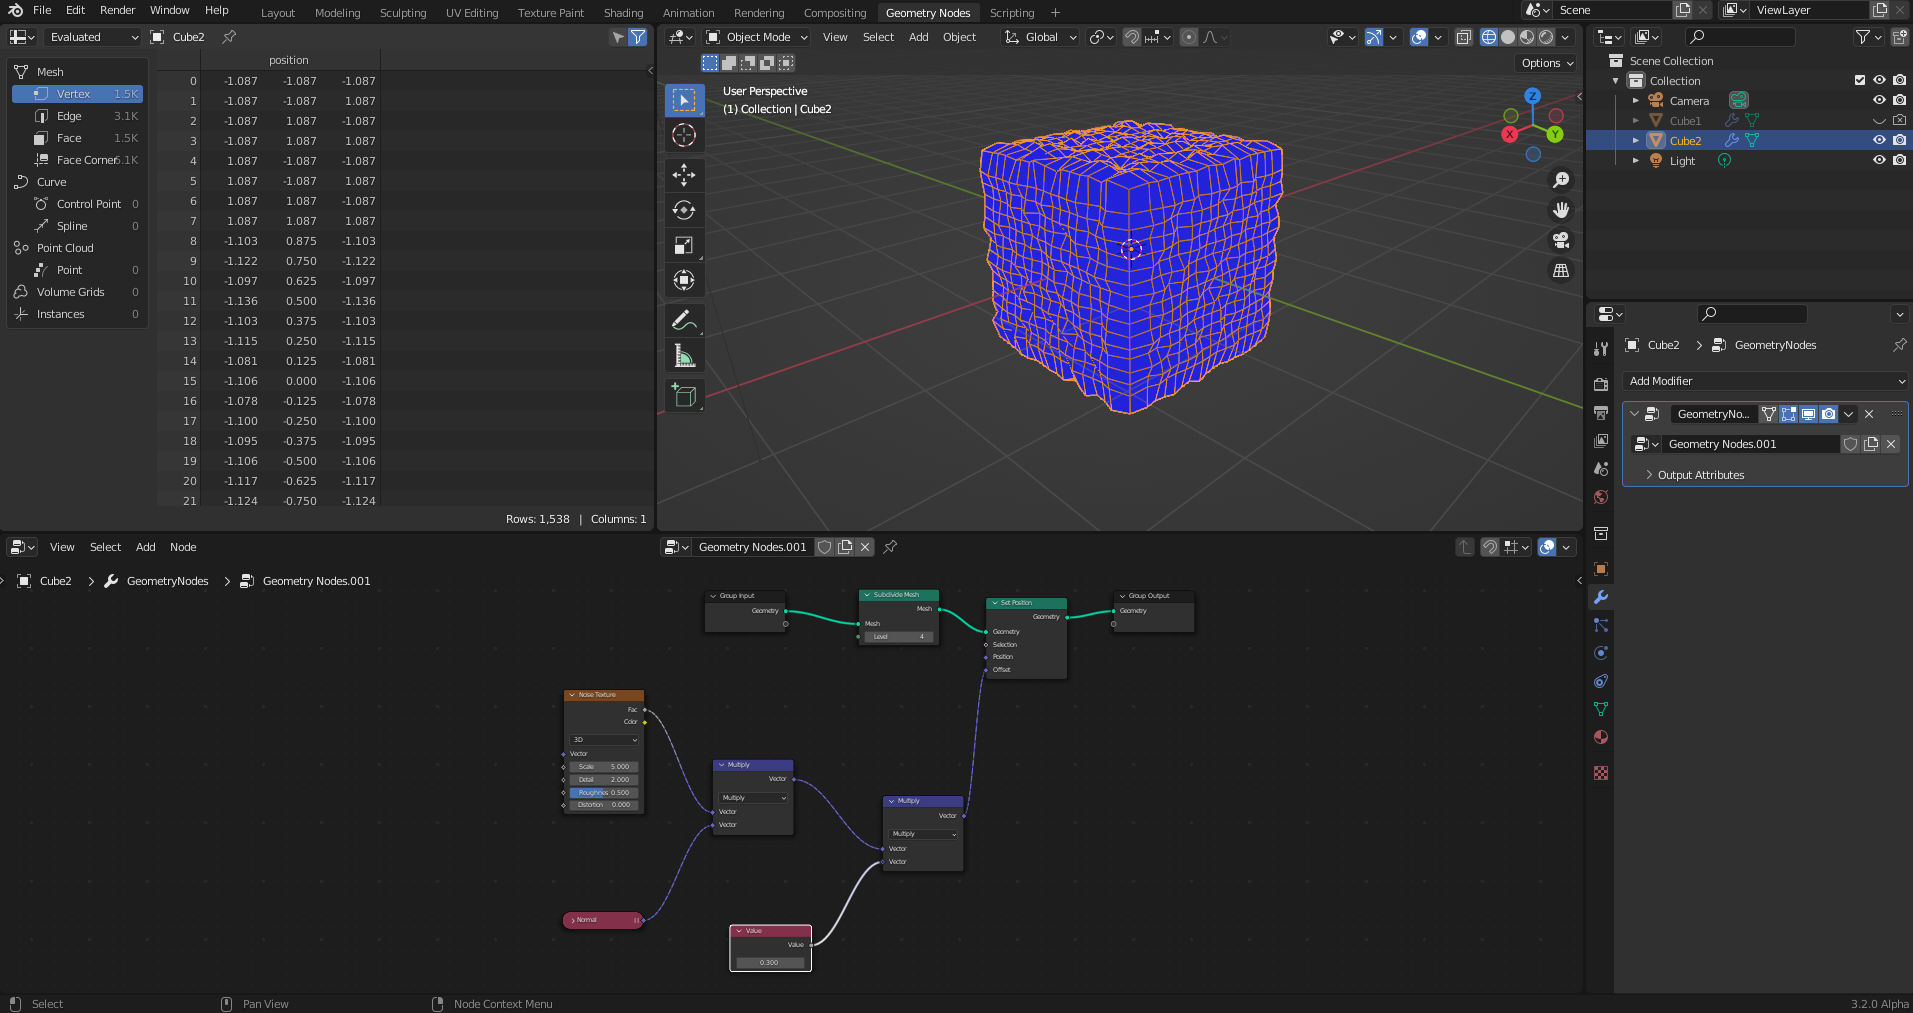 File Edit Render Window Help Layout Modeling Sculpting UV Editing Texture Paint Shading Animation Rendering Compositing Geometry Nodes Scripting + Scene ViewLayer
Evaluated Cube2
position
Mesh
Vertex 1.5K
Edge 3.1K
Face 1.5K
Face Corner 6.1K
Curve
Control Point 0
Spline 0
Point Cloud
Point 0
Volume Grids 0
Instances 0
0 -1.087 -1.087 -1.087
1 -1.087 -1.087 1.087
2 -1.087 1.087 -1.087
3 -1.087 1.087 1.087
4 1.087 -1.087 -1.087
5 1.087 -1.087 1.087
6 1.087 1.087 -1.087
7 1.087 1.087 1.087
8 -1.103 0.875 -1.103
9 -1.122 0.750 -1.122
10 -1.097 0.625 -1.097
11 -1.136 0.500 -1.136
12 -1.103 0.375 -1.103
13 -1.115 0.250 -1.115
14 -1.081 0.125 -1.081
15 -1.106 0.000 -1.106
16 -1.078 -0.125 -1.078
17 -1.100 -0.250 -1.100
18 -1.095 -0.375 -1.095
19 -1.106 -0.500 -1.106
20 -1.117 -0.625 -1.117
21 -1.124 -0.750 -1.124
Rows: 1,538 | Columns: 1
Object Mode View Select Add Object Global
Options
User Perspective
(1) Collection | Cube2
Z
X
Y
Scene Collection
Collection
Camera
Cube1
Cube2
Light
Cube2 GeometryNodes
Add Modifier
GeometryNo...
Geometry Nodes.001
Output Attributes
View Select Add Node Geometry Nodes.001
Cube2 GeometryNodes Geometry Nodes.001
Group Input
Geometry
Subdivide Mesh
Mesh
Mesh
Level 4
Set Position
Geometry
Geometry
Selection
Position
Offset
Group Output
Geometry
Noise Texture
Fac
Color
3D
Vector
Scale 5.000
Detail 2.000
Roughness 0.500
Distortion 0.000
Multiply
Vector
Multiply
Vector
Vector
Multiply
Vector
Multiply
Vector
Vector
Normal
Value
Value
0.300
Select Pan View Node Context Menu 3.2.0 Alpha